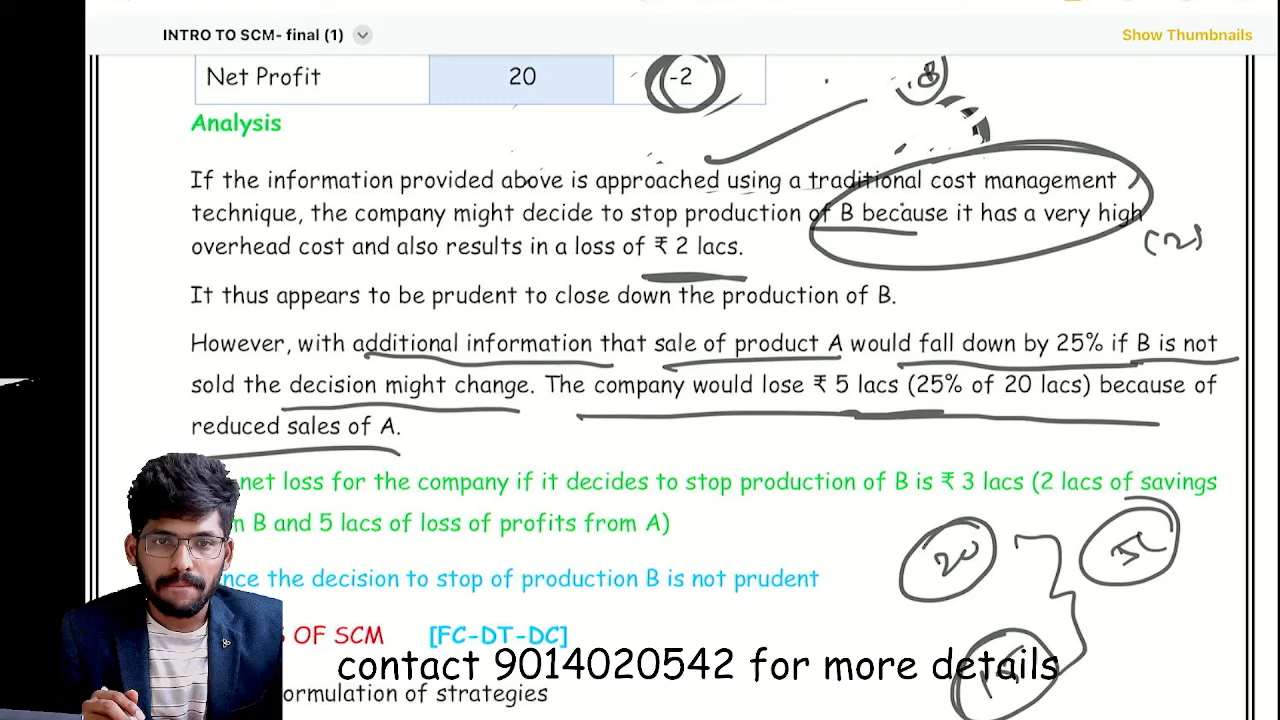 INTRO TO SCM- final (1)
Show Thumbnails
Net Profit 20 -2
8
Analysis
If the information provided above is approached using a traditional cost management
technique, the company might decide to stop production of B because it has a very high
overhead cost and also results in a loss of ₹ 2 lacs.
(2)
It thus appears to be prudent to close down the production of B.
However, with additional information that sale of product A would fall down by 25% if B is not
sold the decision might change. The company would lose ₹ 5 lacs (25% of 20 lacs) because of
reduced sales of A.
net loss for the company if it decides to stop production of B is ₹ 3 lacs (2 lacs of savings
m B and 5 lacs of loss of profits from A)
20
nce the decision to stop of production B is not prudent
S OF SCM [FC-DT-DC]
contact 9014020542 for more details
ormulation of strategies